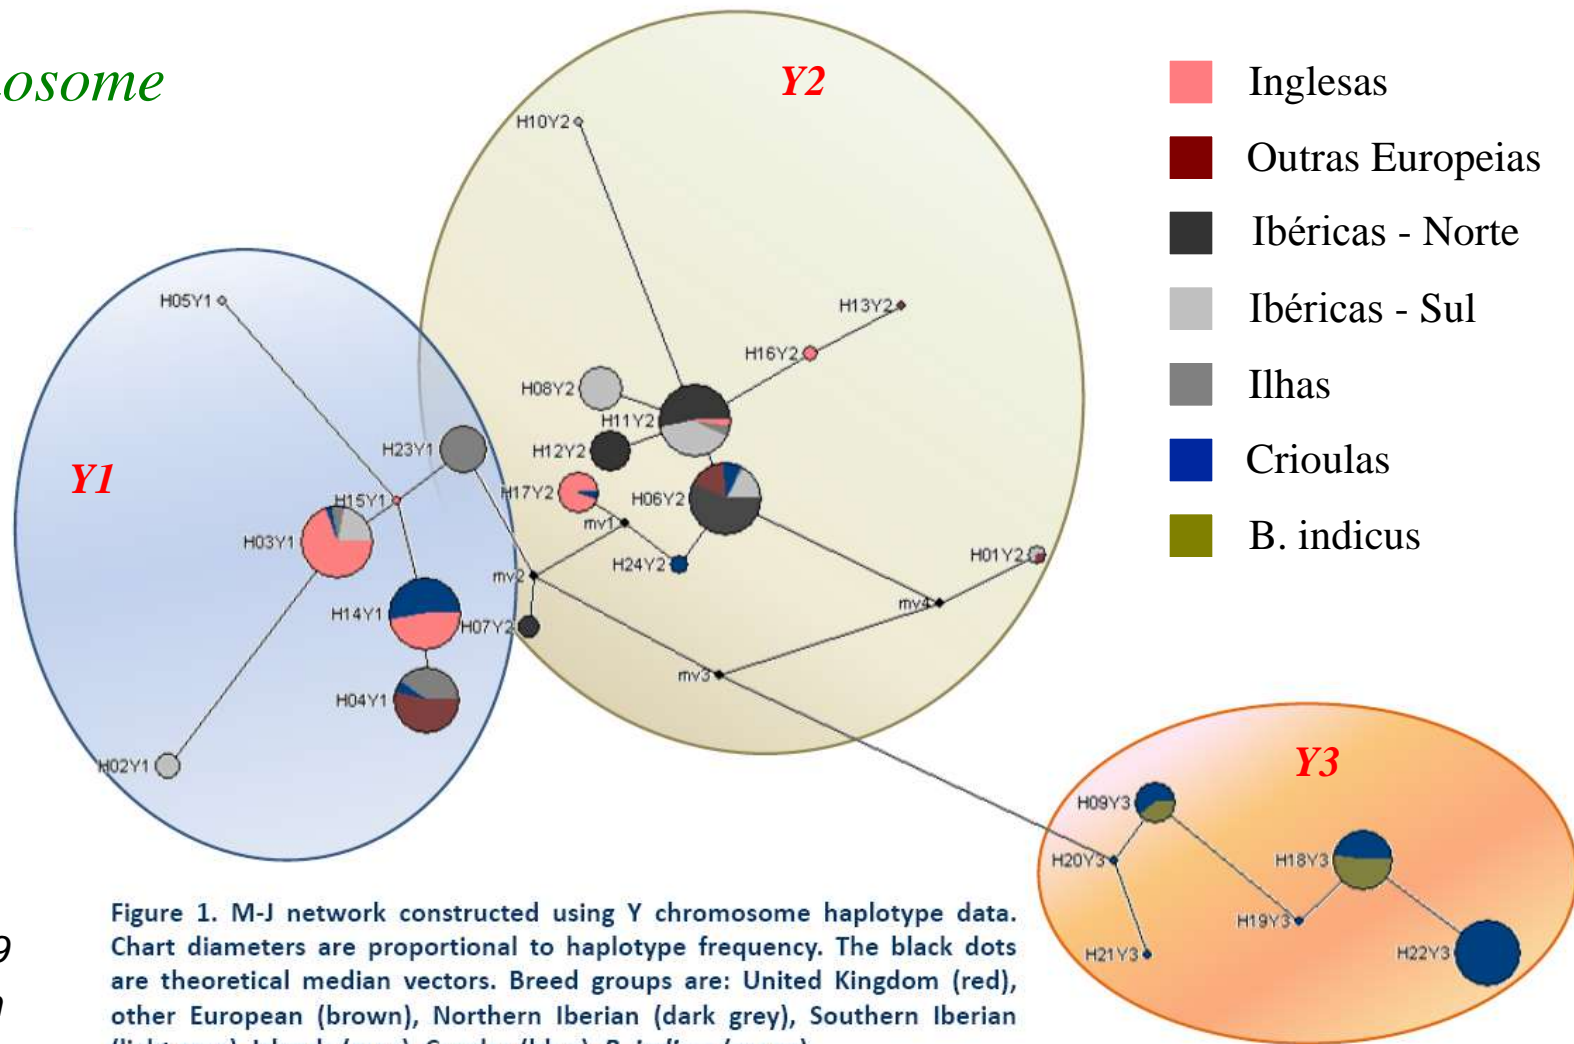 osome
Y2
Inglesas
Outras Europeias
Ibéricas - Norte
Ibéricas - Sul
Ilhas
Crioulas
B. indicus
H10Y2
H13Y2
H16Y2
H08Y2
H11Y2
H12Y2
H17Y2
H06Y2
mv1
H24Y2
H01Y2
mv2
mv4
H07Y2
mv3
Y1
H05Y1
H23Y1
H15Y1
H03Y1
H14Y1
H04Y1
H02Y1
Y3
H09Y3
H20Y3
H18Y3
H19Y3
H21Y3
H22Y3
9
Figure 1. M-J network constructed using Y chromosome haplotype data.
Chart diameters are proportional to haplotype frequency. The black dots
are theoretical median vectors. Breed groups are: United Kingdom (red),
other European (brown), Northern Iberian (dark grey), Southern Iberian